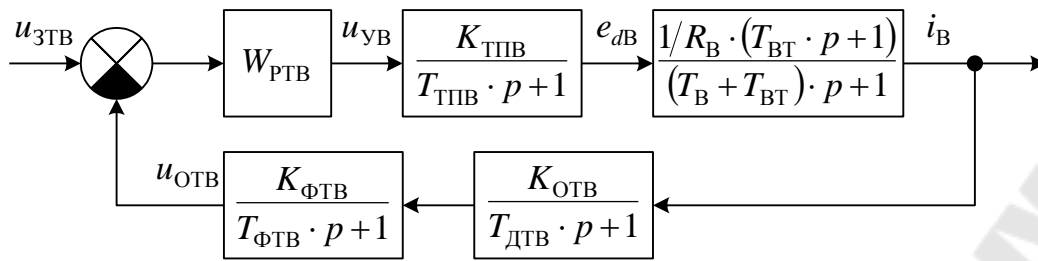 u_ЗТВ
W_РТВ
u_УВ
K_ТПВ
T_ТПВ · p + 1
e_dВ
1/R_В · (T_ВТ · p + 1)
(T_В + T_ВТ) · p + 1
i_В
u_ОТВ
K_ФТВ
T_ФТВ · p + 1
K_ОТВ
T_ДТВ · p + 1